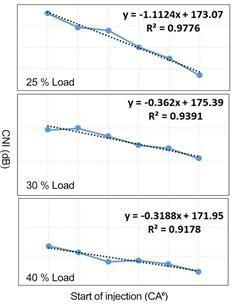 y = -1.1124x + 173.07
R² = 0.9776
25 % Load
y = -0.362x + 175.39
R² = 0.9391
30 % Load
y = -0.3188x + 171.95
R² = 0.9178
40 % Load
CNI (dB)
Start of injection (CAº)